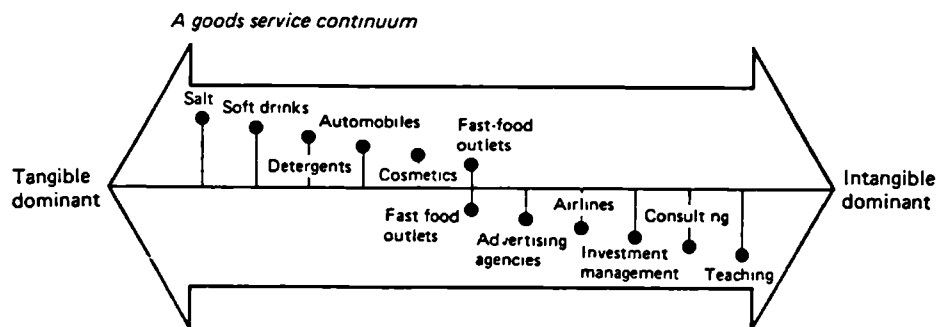 A goods service continuum
Salt
Soft drinks
Automobiles
Fast-food
outlets
Detergents
Cosmetics
Tangible
dominant
Intangible
dominant
Airlines
Consulting
Fast food
outlets
Advertising
agencies
Investment
management
Teaching